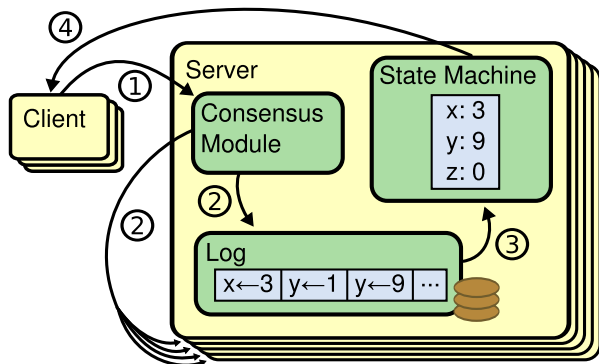 ④
①
Client
Server
Consensus
Module
State Machine
x: 3
y: 9
z: 0
②
②
③
Log
x←3 y←1 y←9 ···